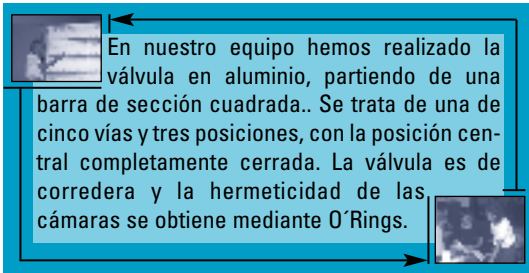 En nuestro equipo hemos realizado la
válvula en aluminio, partiendo de una
barra de sección cuadrada.. Se trata de una de
cinco vías y tres posiciones, con la posición cen-
tral completamente cerrada. La válvula es de
corredera y la hermeticidad de las
cámaras se obtiene mediante O´Rings.